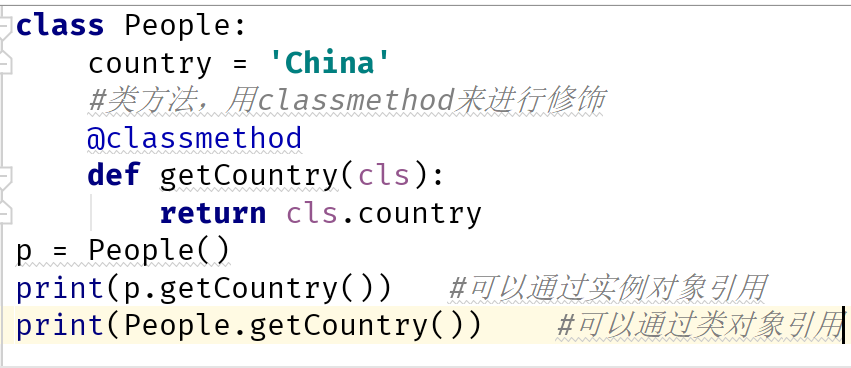 class People:
    country = 'China'
    #类方法，用classmethod来进行修饰
    @classmethod
    def getCountry(cls):
        return cls.country
p = People()
print(p.getCountry())   #可以通过实例对象引用
print(People.getCountry())    #可以通过类对象引用